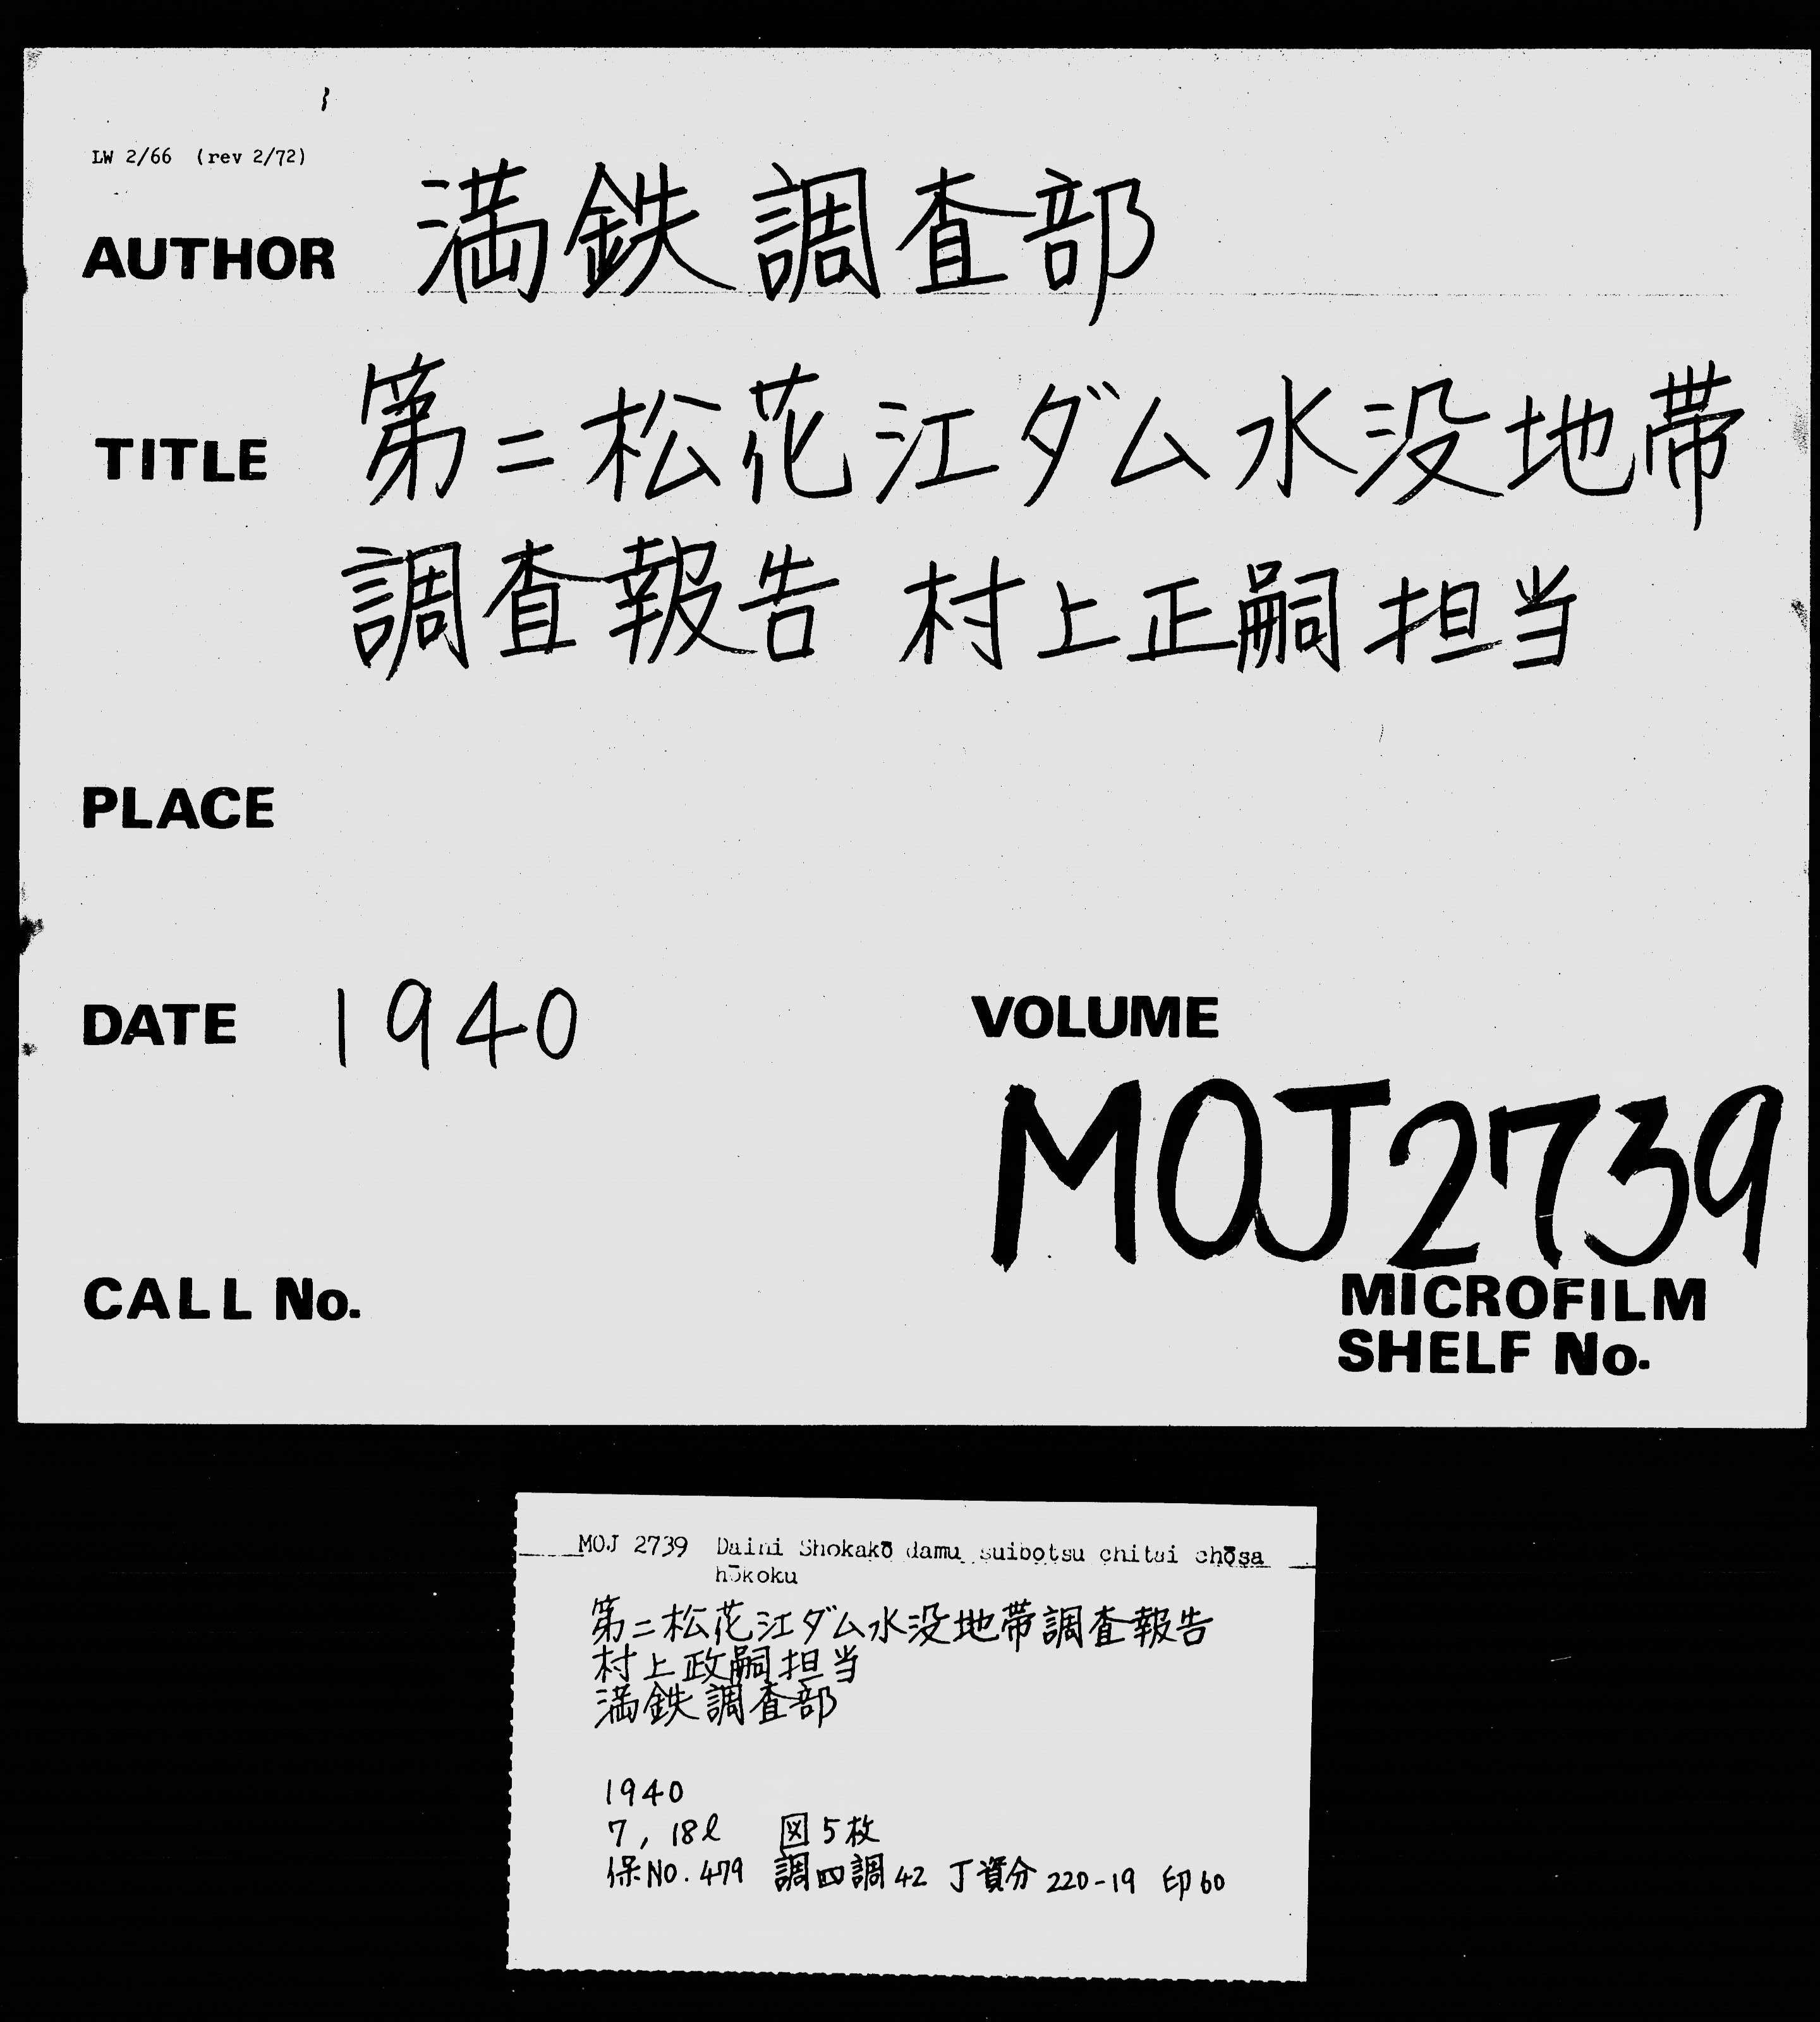 LW 2/66 (rev 2/72)
AUTHOR 満鉄調査部
TITLE 第二松花江ダム水没地帯
調査報告 村上正嗣担当
PLACE
DATE 1940
VOLUME
MOJ2739
CALL No.
MICROFILM
SHELF No.
MOJ 2739 Daini Shokakō damu suibotsu chitai chōsa
hōkoku
第二松花江ダム水没地帯調査報告
村上政嗣担当
満鉄調査部
1940
7, 18l 図5枚
保NO.479 調四調42 丁資分220-19 印60